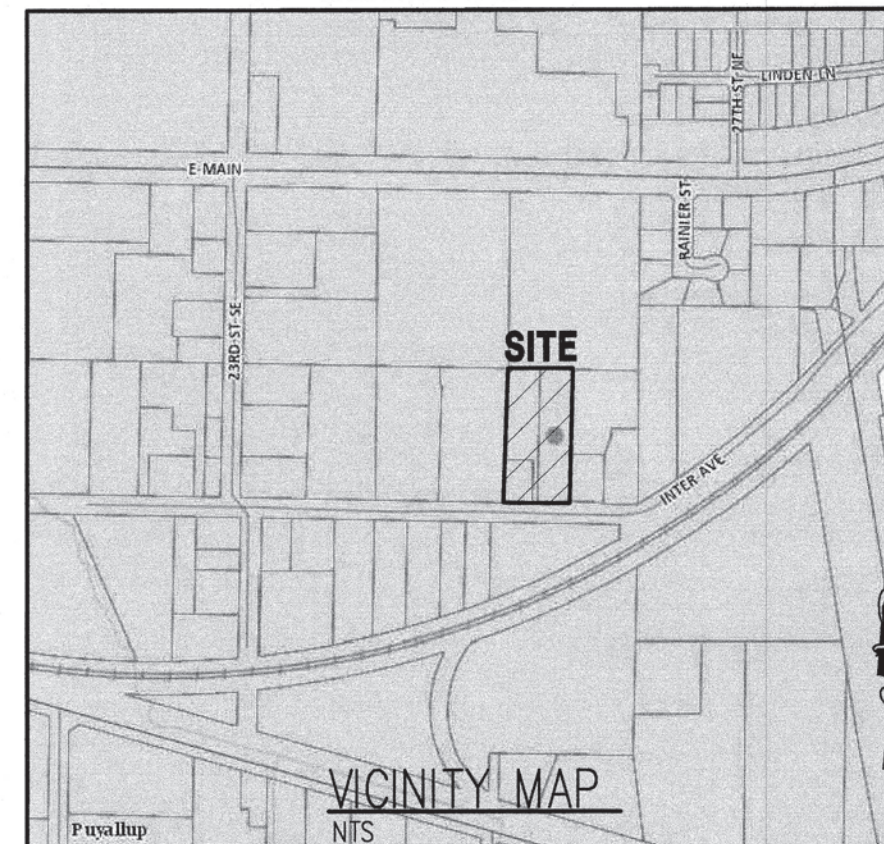 LINDEN LN
27TH ST NE
E MAIN
RAINIER ST
23RD ST SE
SITE
INTER AVE
VICINITY MAP
NTS
Puyallup